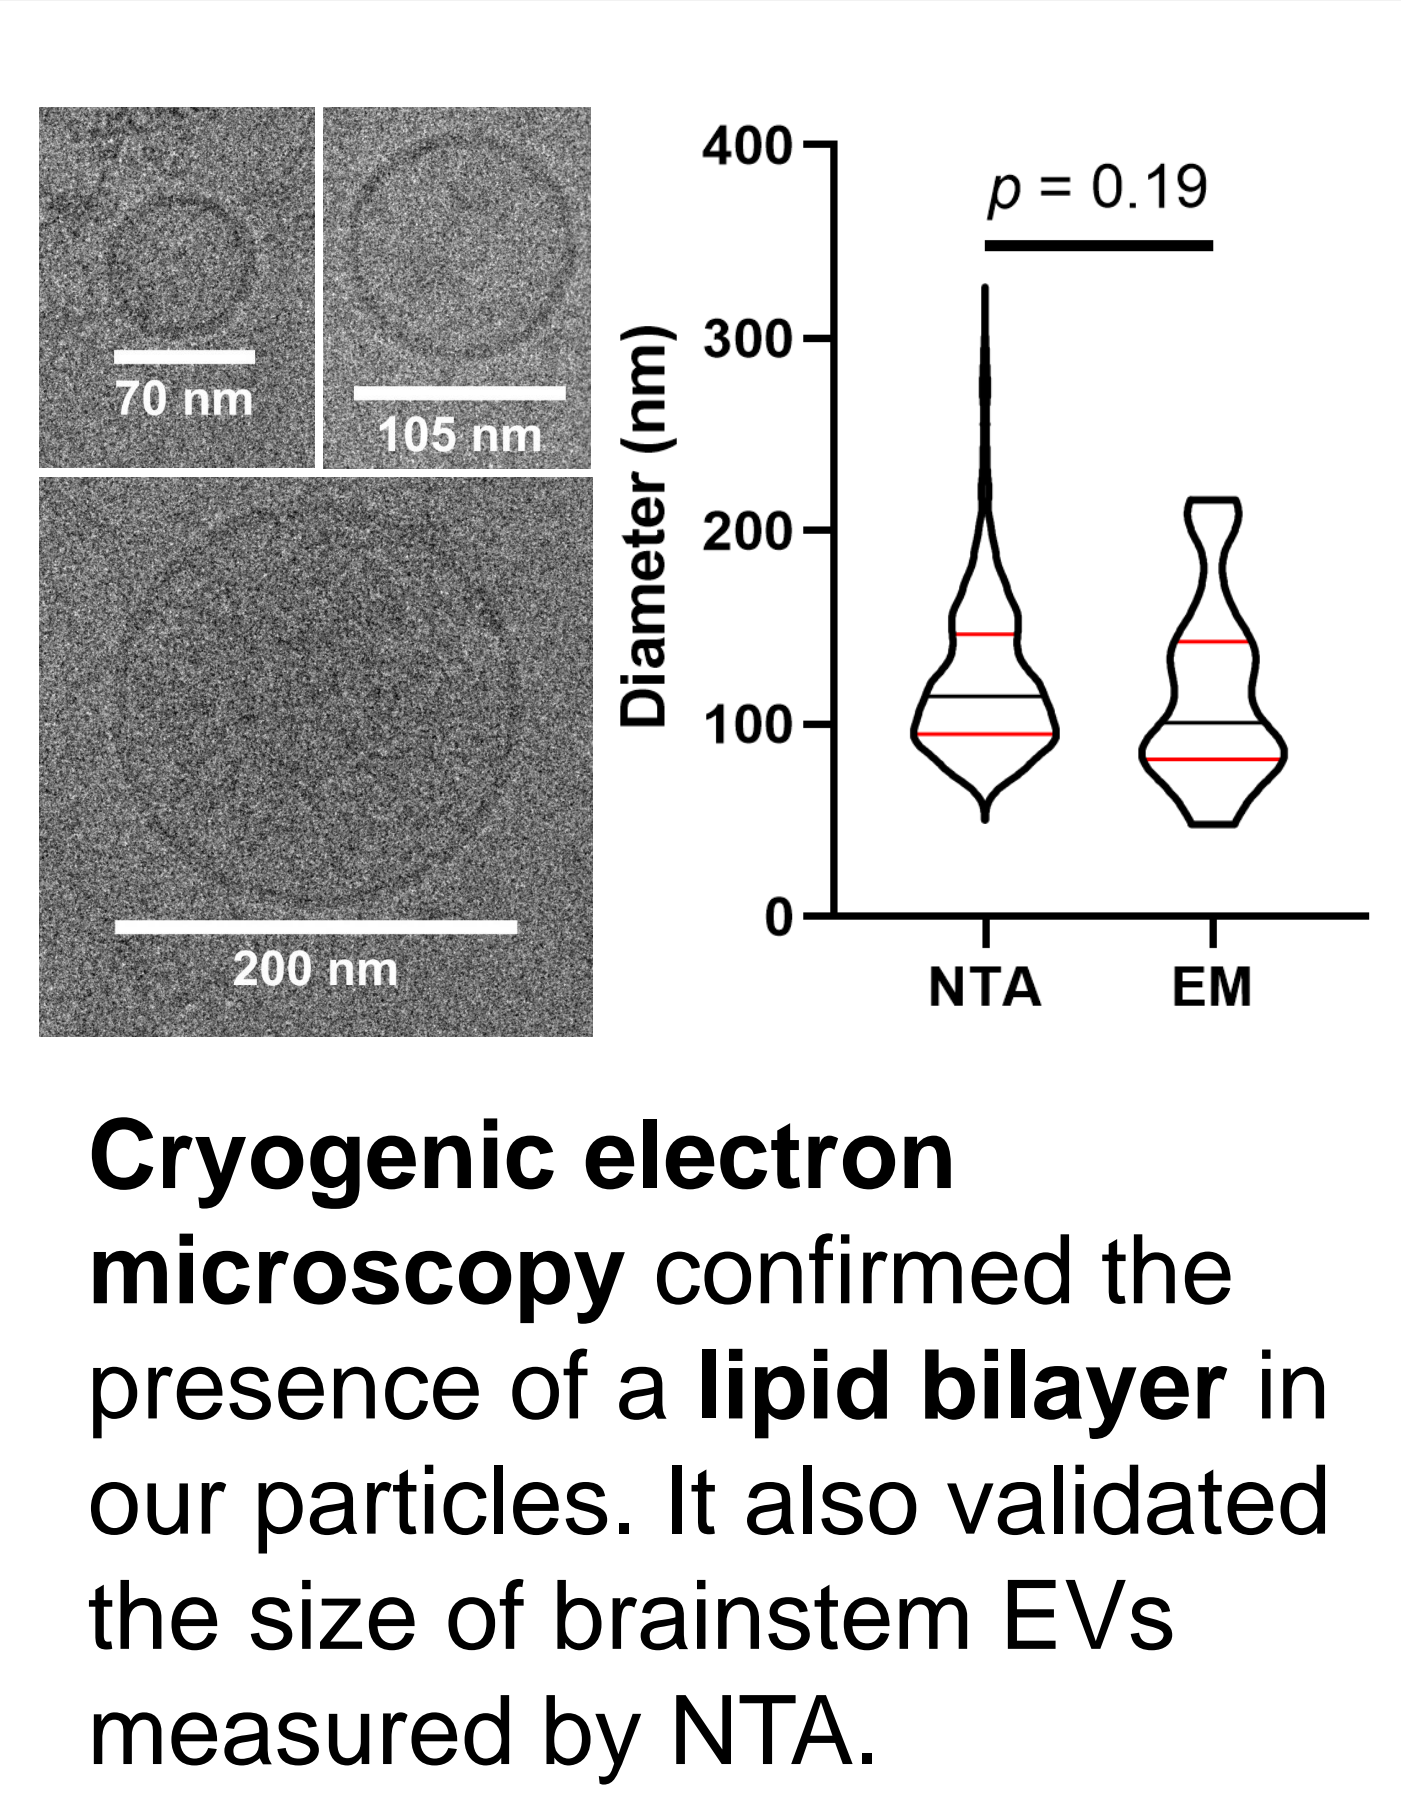 70 nm
105 nm
200 nm
400
300
200
100
0
Diameter (nm)
p = 0.19
NTA
EM
Cryogenic electron
microscopy confirmed the
presence of a lipid bilayer in
our particles. It also validated
the size of brainstem EVs
measured by NTA.